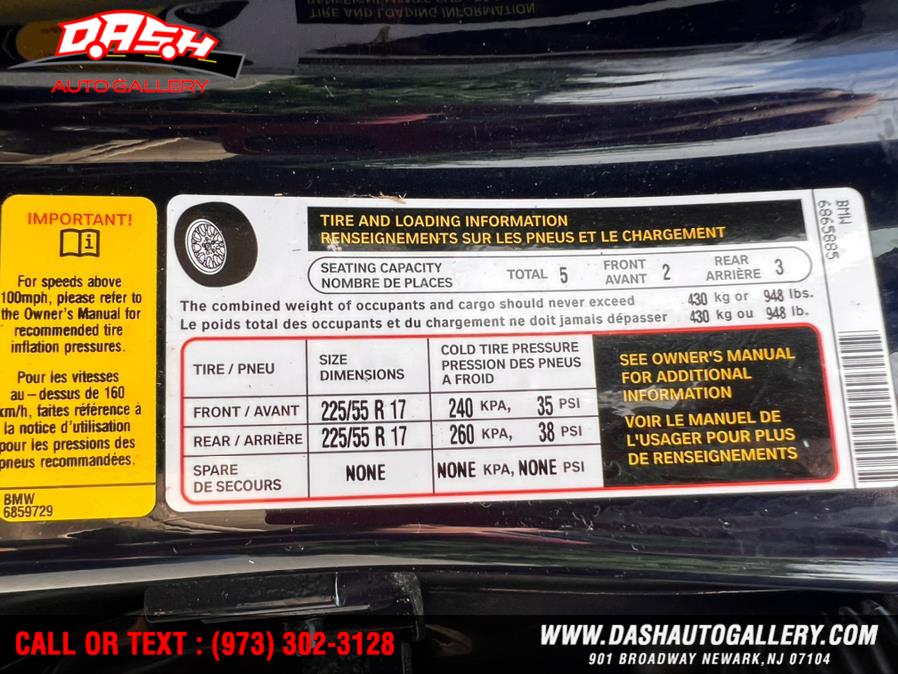 DASH
AUTO GALLERY
TIRE AND LOADING INFORMATION
IMPORTANT!
For speeds above
100mph, please refer to
the Owner's Manual for
recommended tire
inflation pressures.
Pour les vitesses
au-dessus de 160
km/h, faites référence à
la notice d'utilisation
pour les pressions des
pneus recommandées.
BMW
6859729
TIRE AND LOADING INFORMATION
RENSEIGNEMENTS SUR LES PNEUS ET LE CHARGEMENT
SEATING CAPACITY
NOMBRE DE PLACES
TOTAL 5
FRONT
AVANT 2
REAR
ARRIÈRE 3
The combined weight of occupants and cargo should never exceed 430 kg or 948 lbs.
Le poids total des occupants et du chargement ne doit jamais dépasser 430 kg ou 948 lb.
TIRE / PNEU
SIZE
DIMENSIONS
COLD TIRE PRESSURE
PRESSION DES PNEUS
A FROID
FRONT / AVANT 225/55 R 17 240 KPA, 35 PSI
REAR / ARRIÈRE 225/55 R 17 260 KPA, 38 PSI
SPARE
DE SECOURS
NONE NONE KPA, NONE PSI
SEE OWNER'S MANUAL
FOR ADDITIONAL
INFORMATION
VOIR LE MANUEL DE
L'USAGER POUR PLUS
DE RENSEIGNEMENTS
BMW
6865885
CALL OR TEXT : (973) 302-3128
WWW.DASHAUTOGALLERY.COM
901 BROADWAY NEWARK, NJ 07104